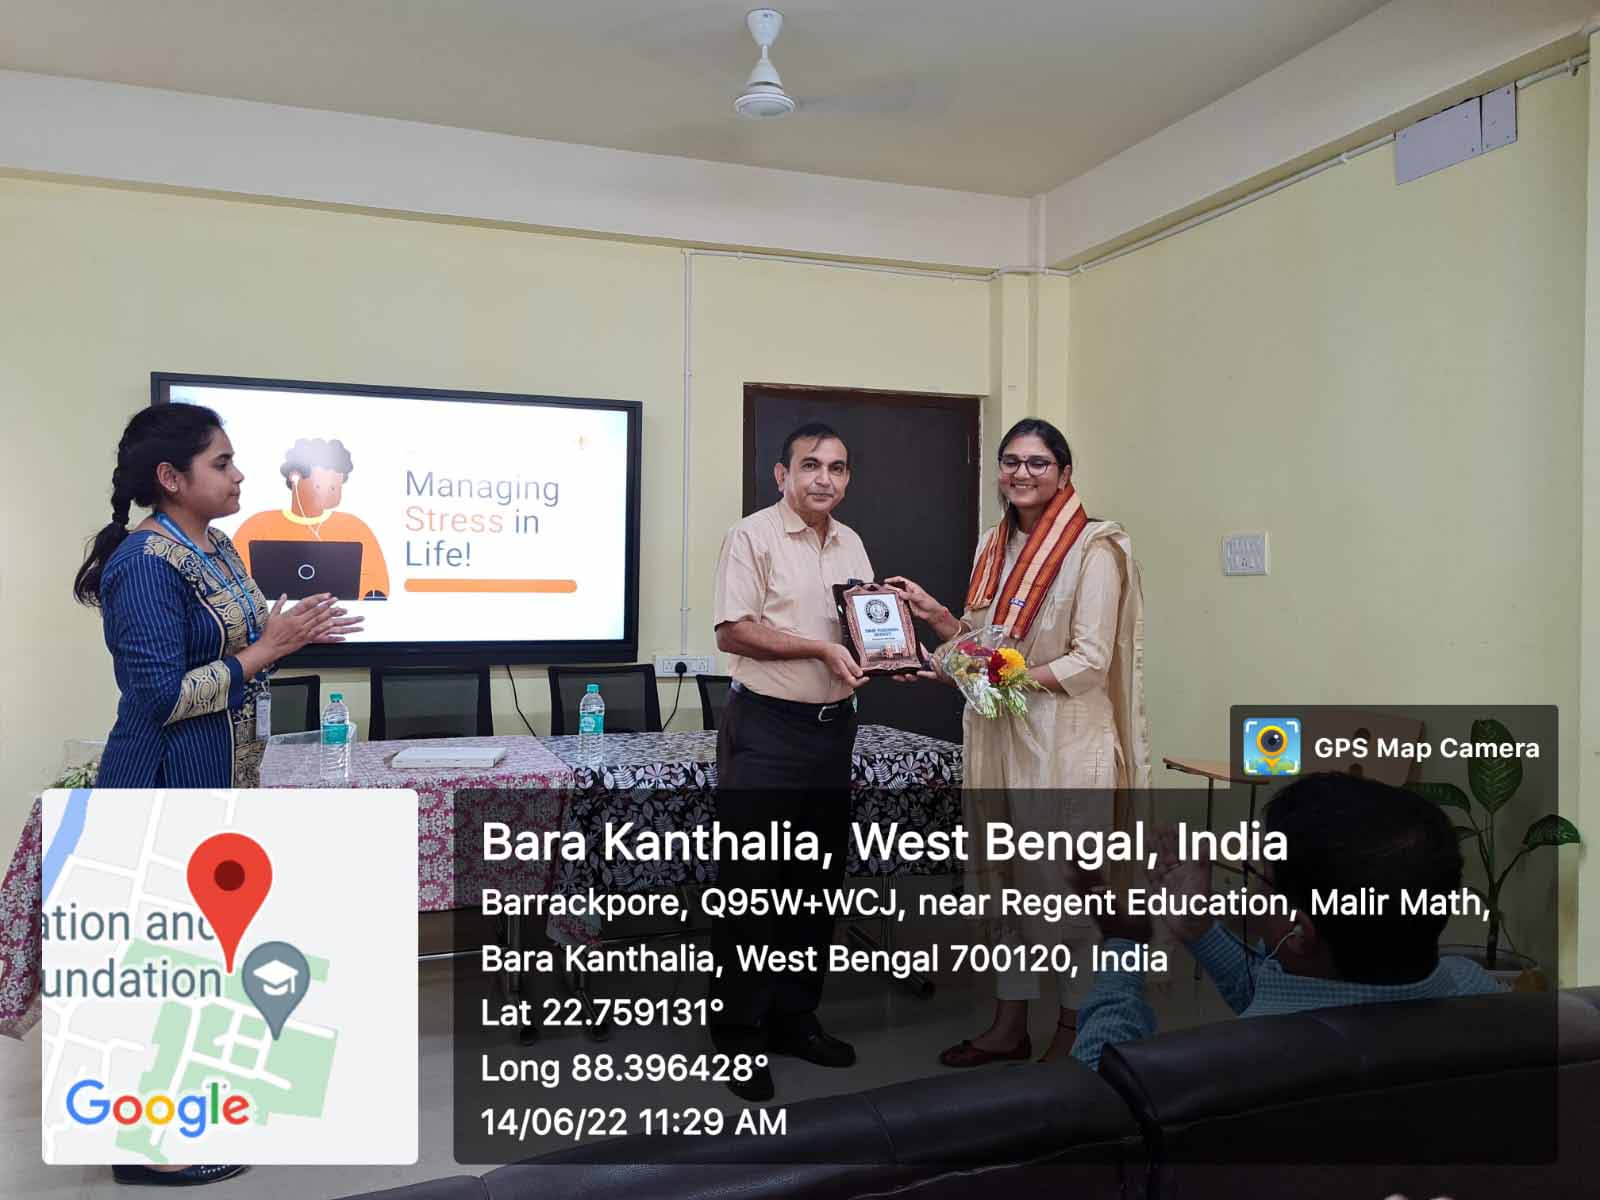 Managing
Stress in
Life!
GPS Map Camera
Bara Kanthalia, West Bengal, India
Barrackpore, Q95W+WCJ, near Regent Education, Malir Math,
Bara Kanthalia, West Bengal 700120, India
Lat 22.759131°
Long 88.396428°
14/06/22 11:29 AM
ation and
undation
Google